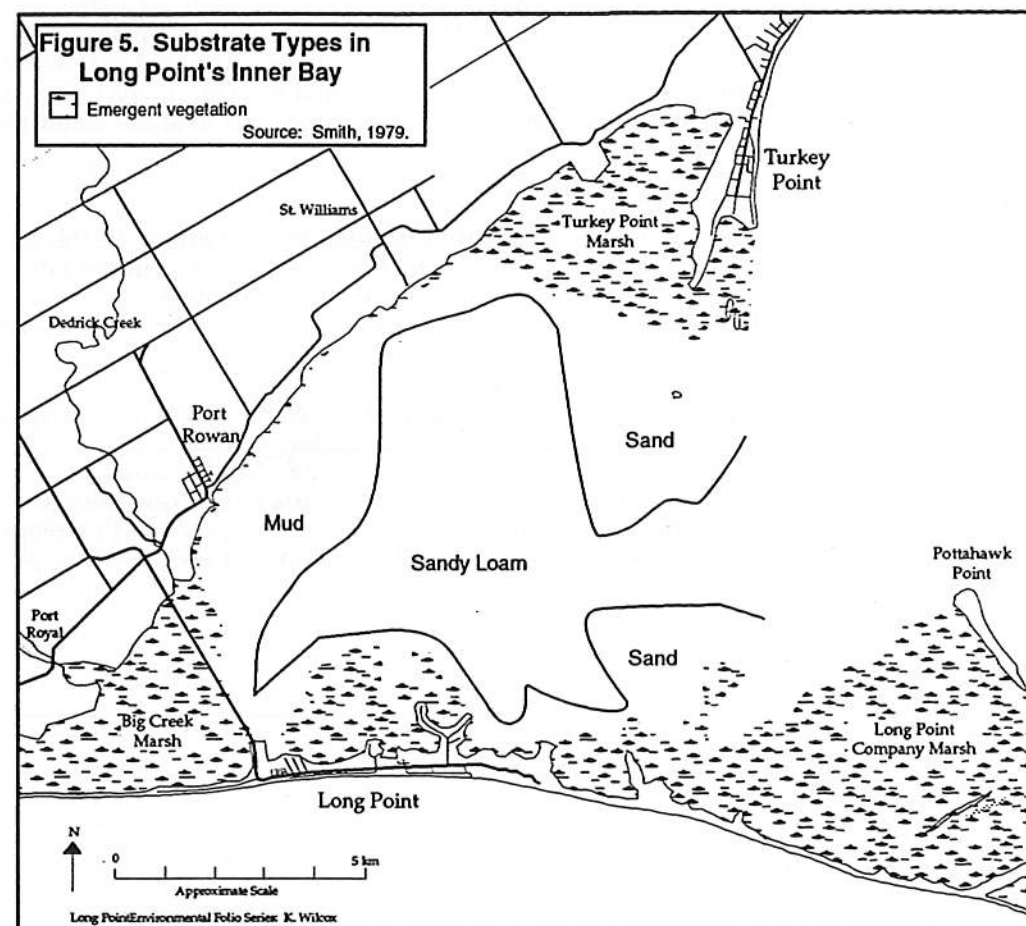 Figure 5. Substrate Types in
Long Point's Inner Bay
Emergent vegetation
Source: Smith, 1979.
Turkey
Point
St. Williams
Turkey Point
Marsh
Dedrick Creek
Port
Rowan
Sand
Mud
Sandy Loam
Pottahawk
Point
Port
Royal
Sand
Big Creek
Marsh
Long Point
Company Marsh
Long Point
N
0
5 km
Approximate Scale
Long PointEnvironmental Folio Series: K. Wilcox